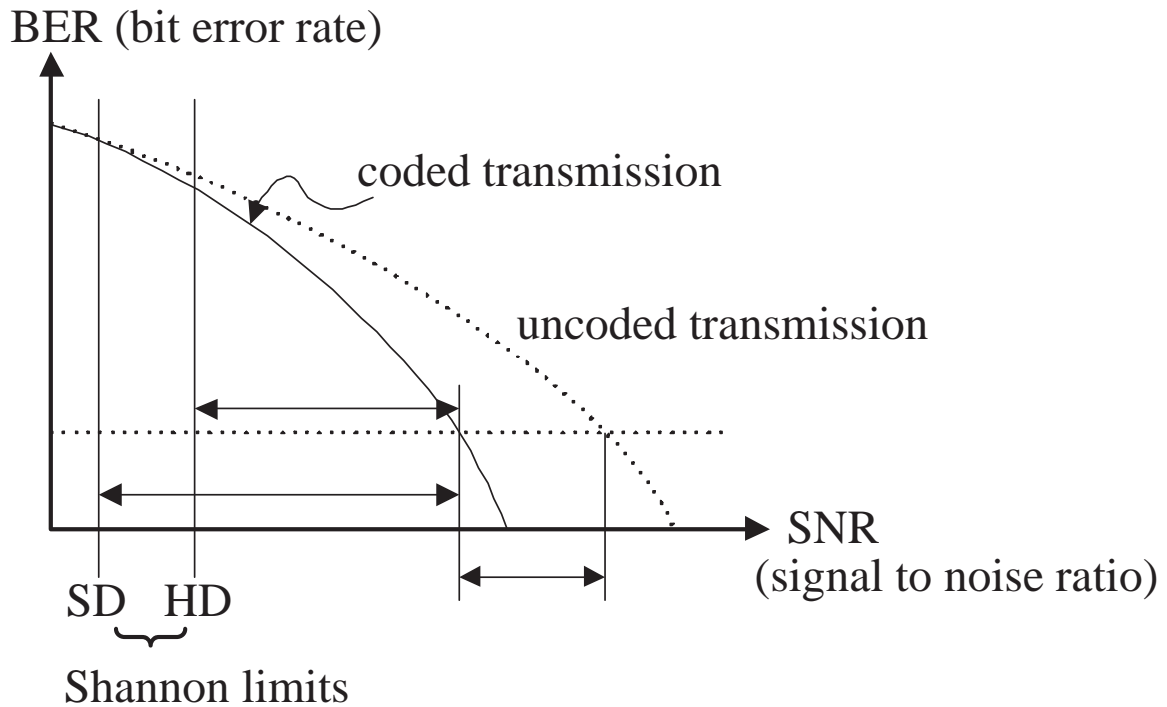 BER (bit error rate)
coded transmission
uncoded transmission
SNR
(signal to noise ratio)
SD HD
Shannon limits